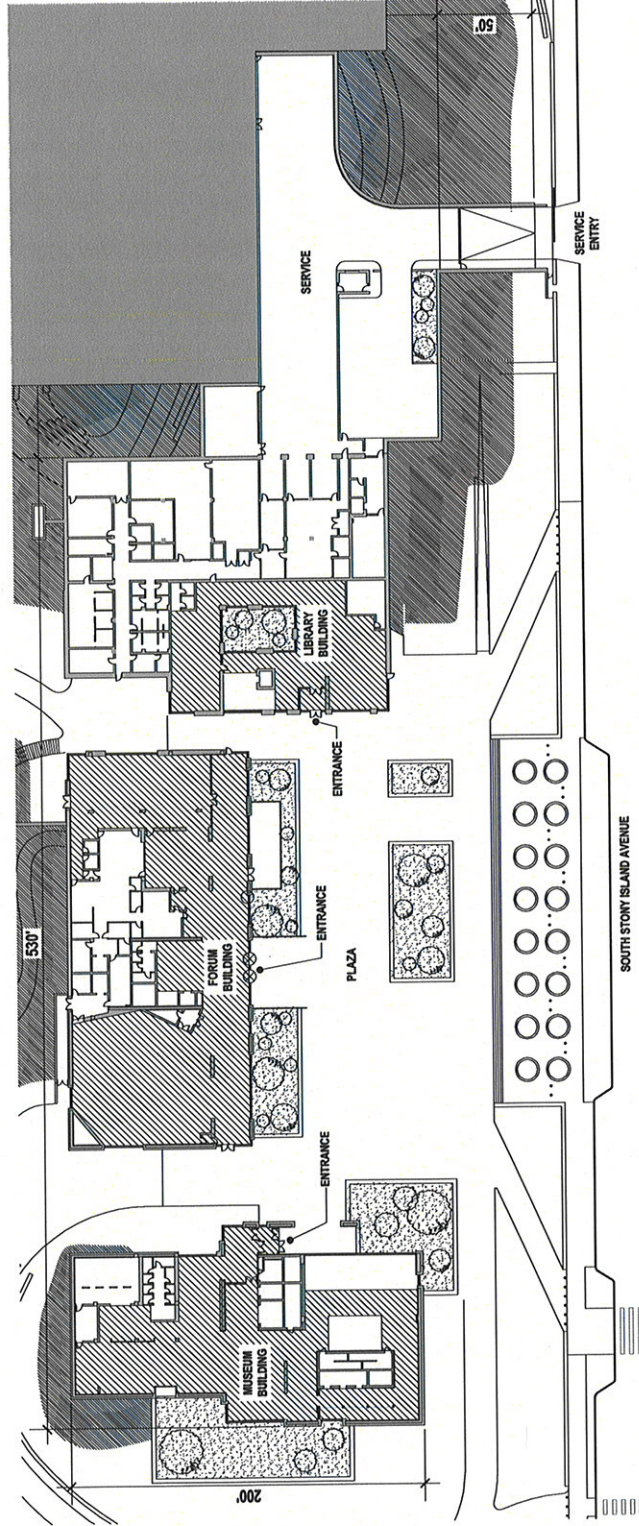 50'
SERVICE
ENTRY
SERVICE
LIBRARY
BUILDING
ENTRANCE
530'
FORUM
BUILDING
ENTRANCE
PLAZA
SOUTH STONY ISLAND AVENUE
ENTRANCE
MUSEUM
BUILDING
200'